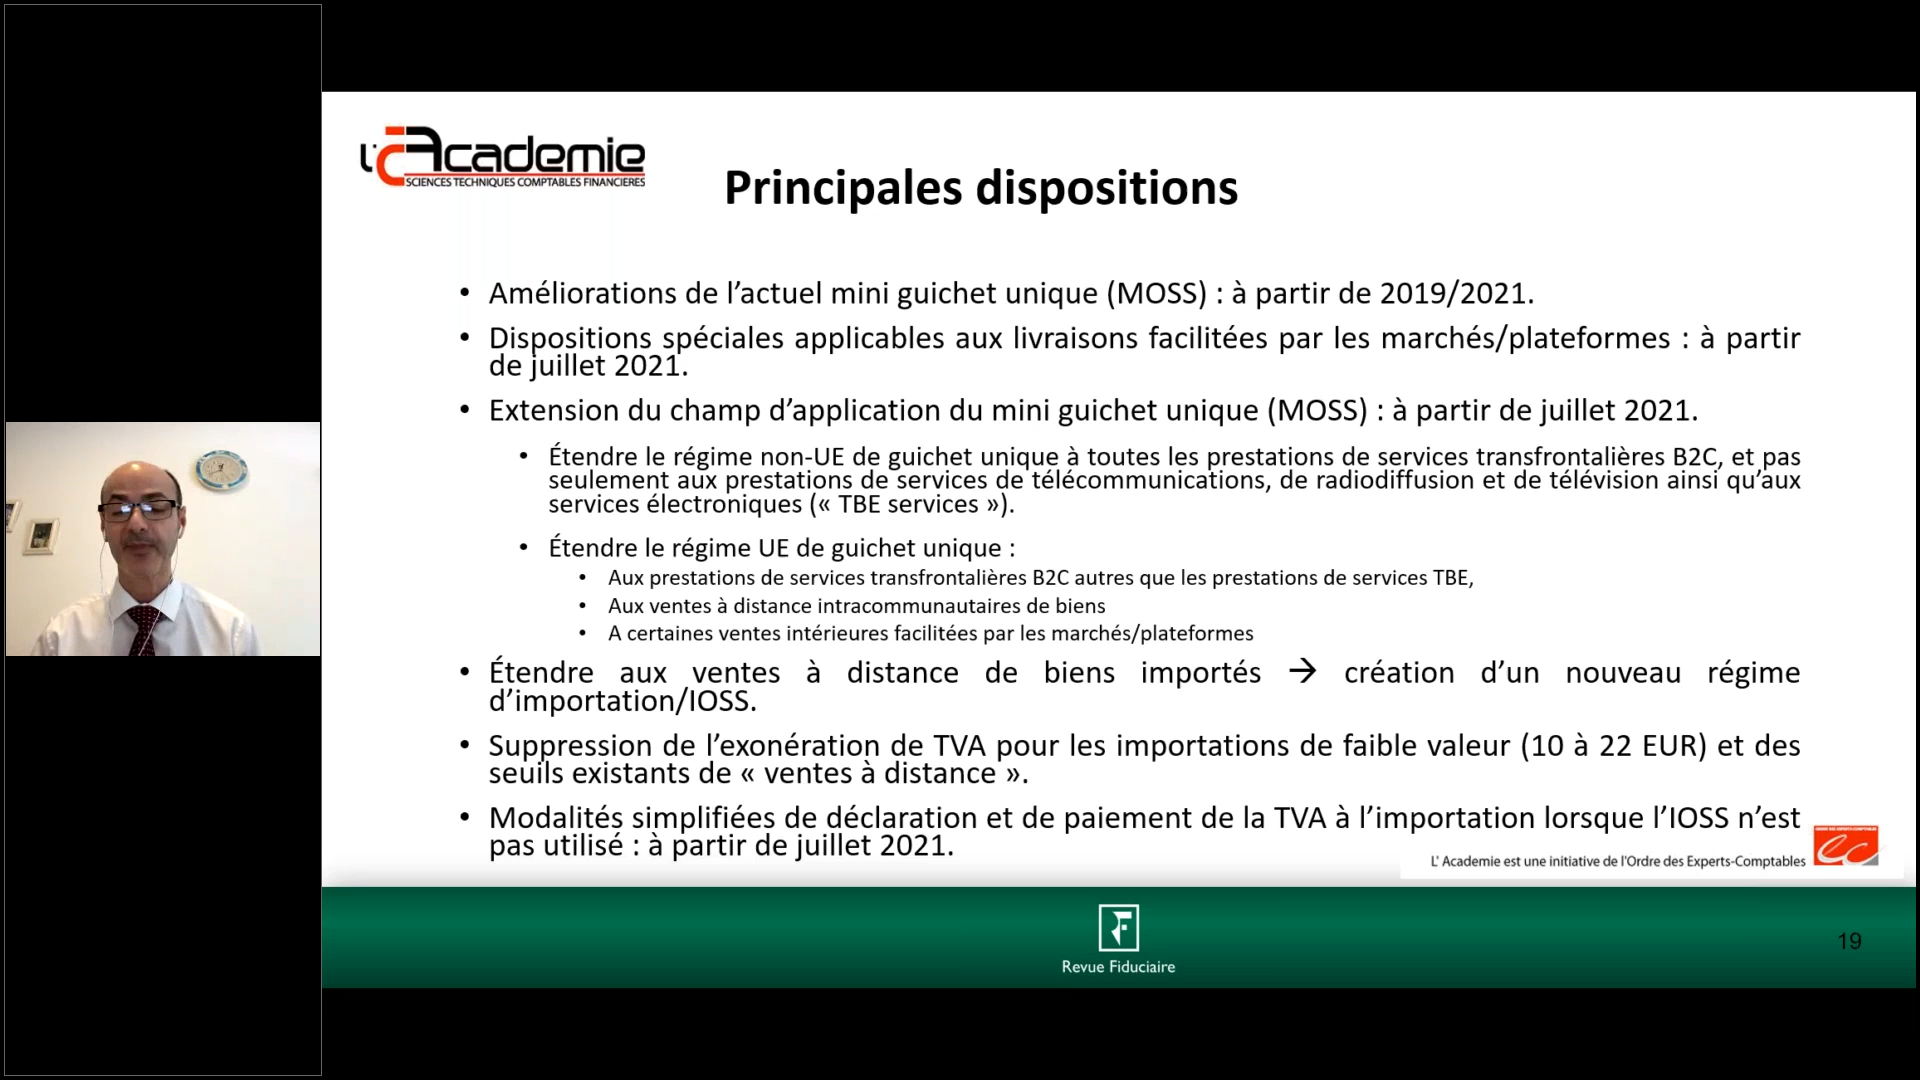 L'Academie
SCIENCES TECHNIQUES COMPTABLES FINANCIERES
Principales dispositions
• Améliorations de l’actuel mini guichet unique (MOSS) : à partir de 2019/2021.
• Dispositions spéciales applicables aux livraisons facilitées par les marchés/plateformes : à partir
de juillet 2021.
• Extension du champ d’application du mini guichet unique (MOSS) : à partir de juillet 2021.
• Étendre le régime non-UE de guichet unique à toutes les prestations de services transfrontalières B2C, et pas
seulement aux prestations de services de télécommunications, de radiodiffusion et de télévision ainsi qu’aux
services électroniques (« TBE services »).
• Étendre le régime UE de guichet unique :
• Aux prestations de services transfrontalières B2C autres que les prestations de services TBE,
• Aux ventes à distance intracommunautaires de biens
• A certaines ventes intérieures facilitées par les marchés/plateformes
• Étendre aux ventes à distance de biens importés → création d’un nouveau régime
d’importation/IOSS.
• Suppression de l’exonération de TVA pour les importations de faible valeur (10 à 22 EUR) et des
seuils existants de « ventes à distance ».
• Modalités simplifiées de déclaration et de paiement de la TVA à l’importation lorsque l’IOSS n’est
pas utilisé : à partir de juillet 2021.
L' Academie est une initiative de l'Ordre des Experts-Comptables
ORDRE DES EXPERTS-COMPTABLES
ec
RF
Revue Fiduciaire
19